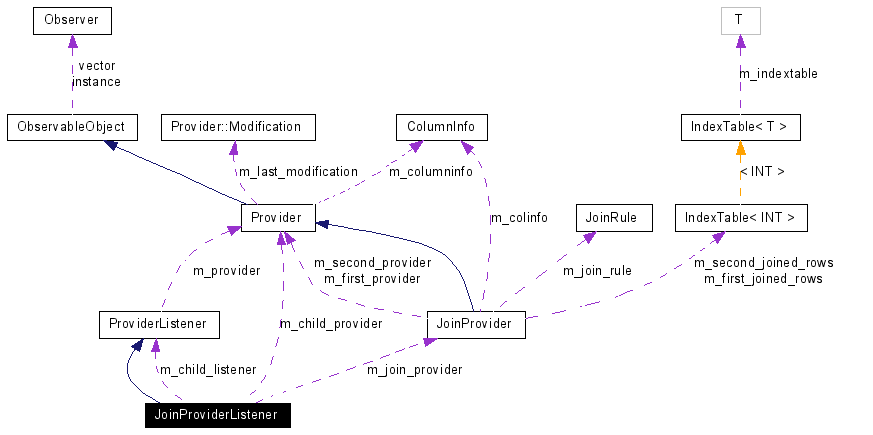 Observer
T
vector
instance
m_indextable
ObservableObject
Provider::Modification
ColumnInfo
IndexTable< T >
m_last_modification
m_columninfo
< INT >
Provider
m_colinfo
JoinRule
IndexTable< INT >
m_provider
m_second_provider
m_first_provider
m_join_rule
m_second_joined_rows
m_first_joined_rows
ProviderListener
m_child_provider
JoinProvider
m_child_listener
m_join_provider
JoinProviderListener